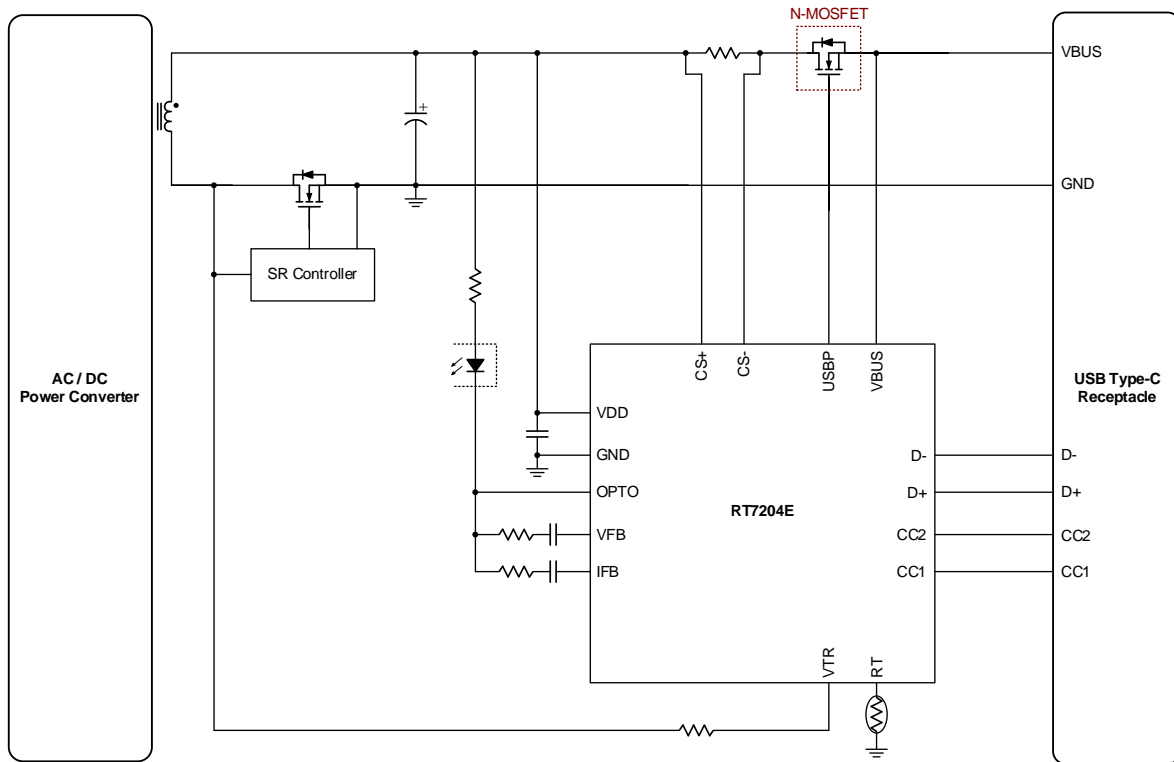 N-MOSFET
VBUS
GND
SR Controller
AC / DC
Power Converter
CS+
CS-
USBP
VBUS
USB Type-C
Receptacle
VDD
GND
OPTO
VFB
IFB
RT7204E
D-
D+
CC2
CC1
D-
D+
CC2
CC1
VTR
RT
+